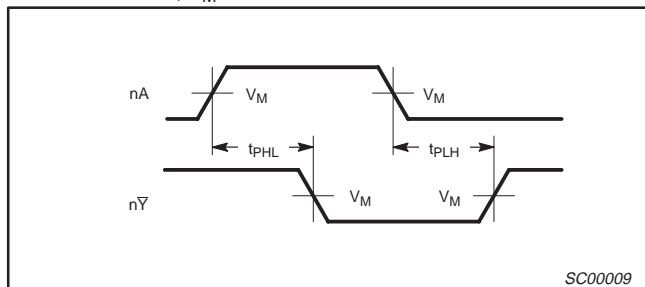 M
nA
V_M
V_M
t_PHL
t_PLH
nY̅
V_M
V_M
SC00009